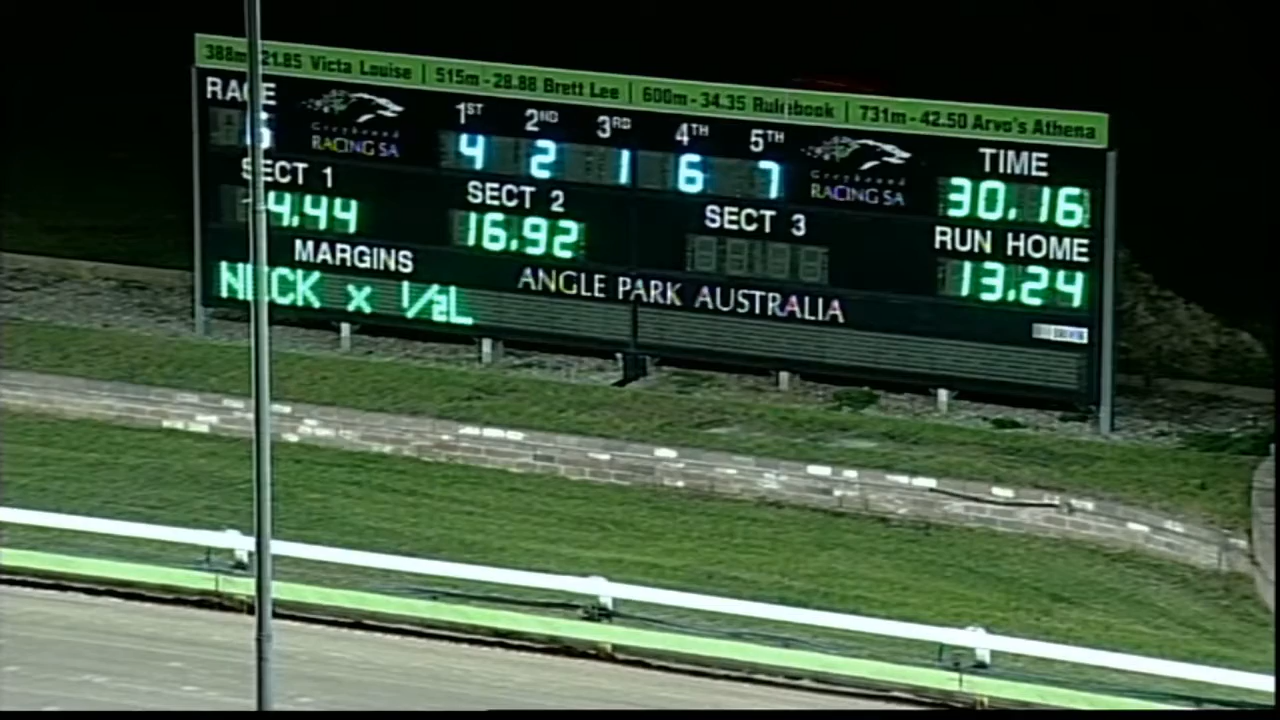 388m-21.85 Victa Louise | 515m-28.88 Brett Lee | 600m-34.35 Rulebook | 731m-42.50 Arvo's Athena
RACE 1ST 2ND 3RD 4TH 5TH TIME
4 2 1 6 7 30.16
Greyhound RACING SA Greyhound RACING SA
SECT 1 SECT 2 SECT 3 RUN HOME
4.44 16.92 13.24
MARGINS ANGLE PARK AUSTRALIA
NECK x 1/2L